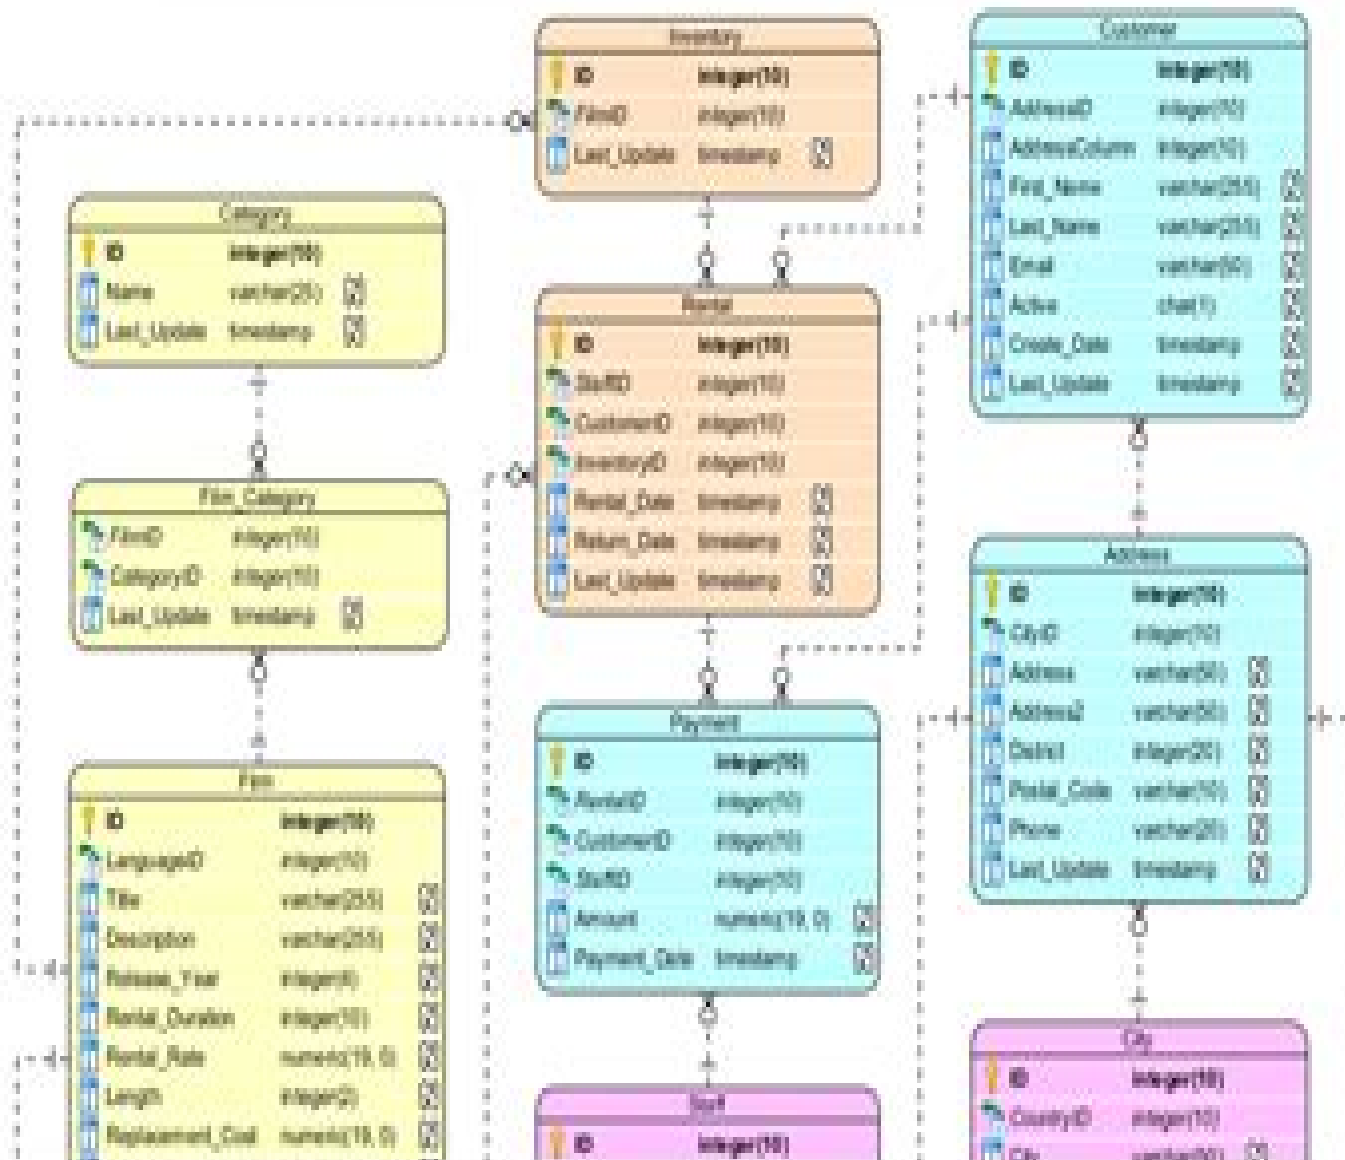 Inventory
ID integer(10)
FilmID integer(10)
Last_Update timestamp
Customer
ID integer(10)
AddressID integer(10)
AddressColumn integer(10)
First_Name varchar(255)
Last_Name varchar(255)
Email varchar(50)
Active char(1)
Create_Date timestamp
Last_Update timestamp
Category
ID integer(10)
Name varchar(25)
Last_Update timestamp
Rental
ID integer(10)
StaffID integer(10)
CustomerID integer(10)
InventoryID integer(10)
Rental_Date timestamp
Return_Date timestamp
Last_Update timestamp
Film_Category
FilmID integer(10)
CategoryID integer(10)
Last_Update timestamp
Address
ID integer(10)
CityID integer(10)
Address varchar(50)
Address2 varchar(50)
District integer(20)
Postal_Code varchar(10)
Phone varchar(20)
Last_Update timestamp
Payment
ID integer(10)
RentalID integer(10)
CustomerID integer(10)
StaffID integer(10)
Amount numeric(19, 0)
Payment_Date timestamp
Film
ID integer(10)
LanguageID integer(10)
Title varchar(255)
Description varchar(255)
Release_Year
Rental_Duration integer(10)
Rental_Rate numeric(19, 0)
Length integer(2)
Replacement_Cost numeric(19, 0)
City
ID integer(10)
CountryID integer(10)
City varchar(50)
Staff
ID integer(10)